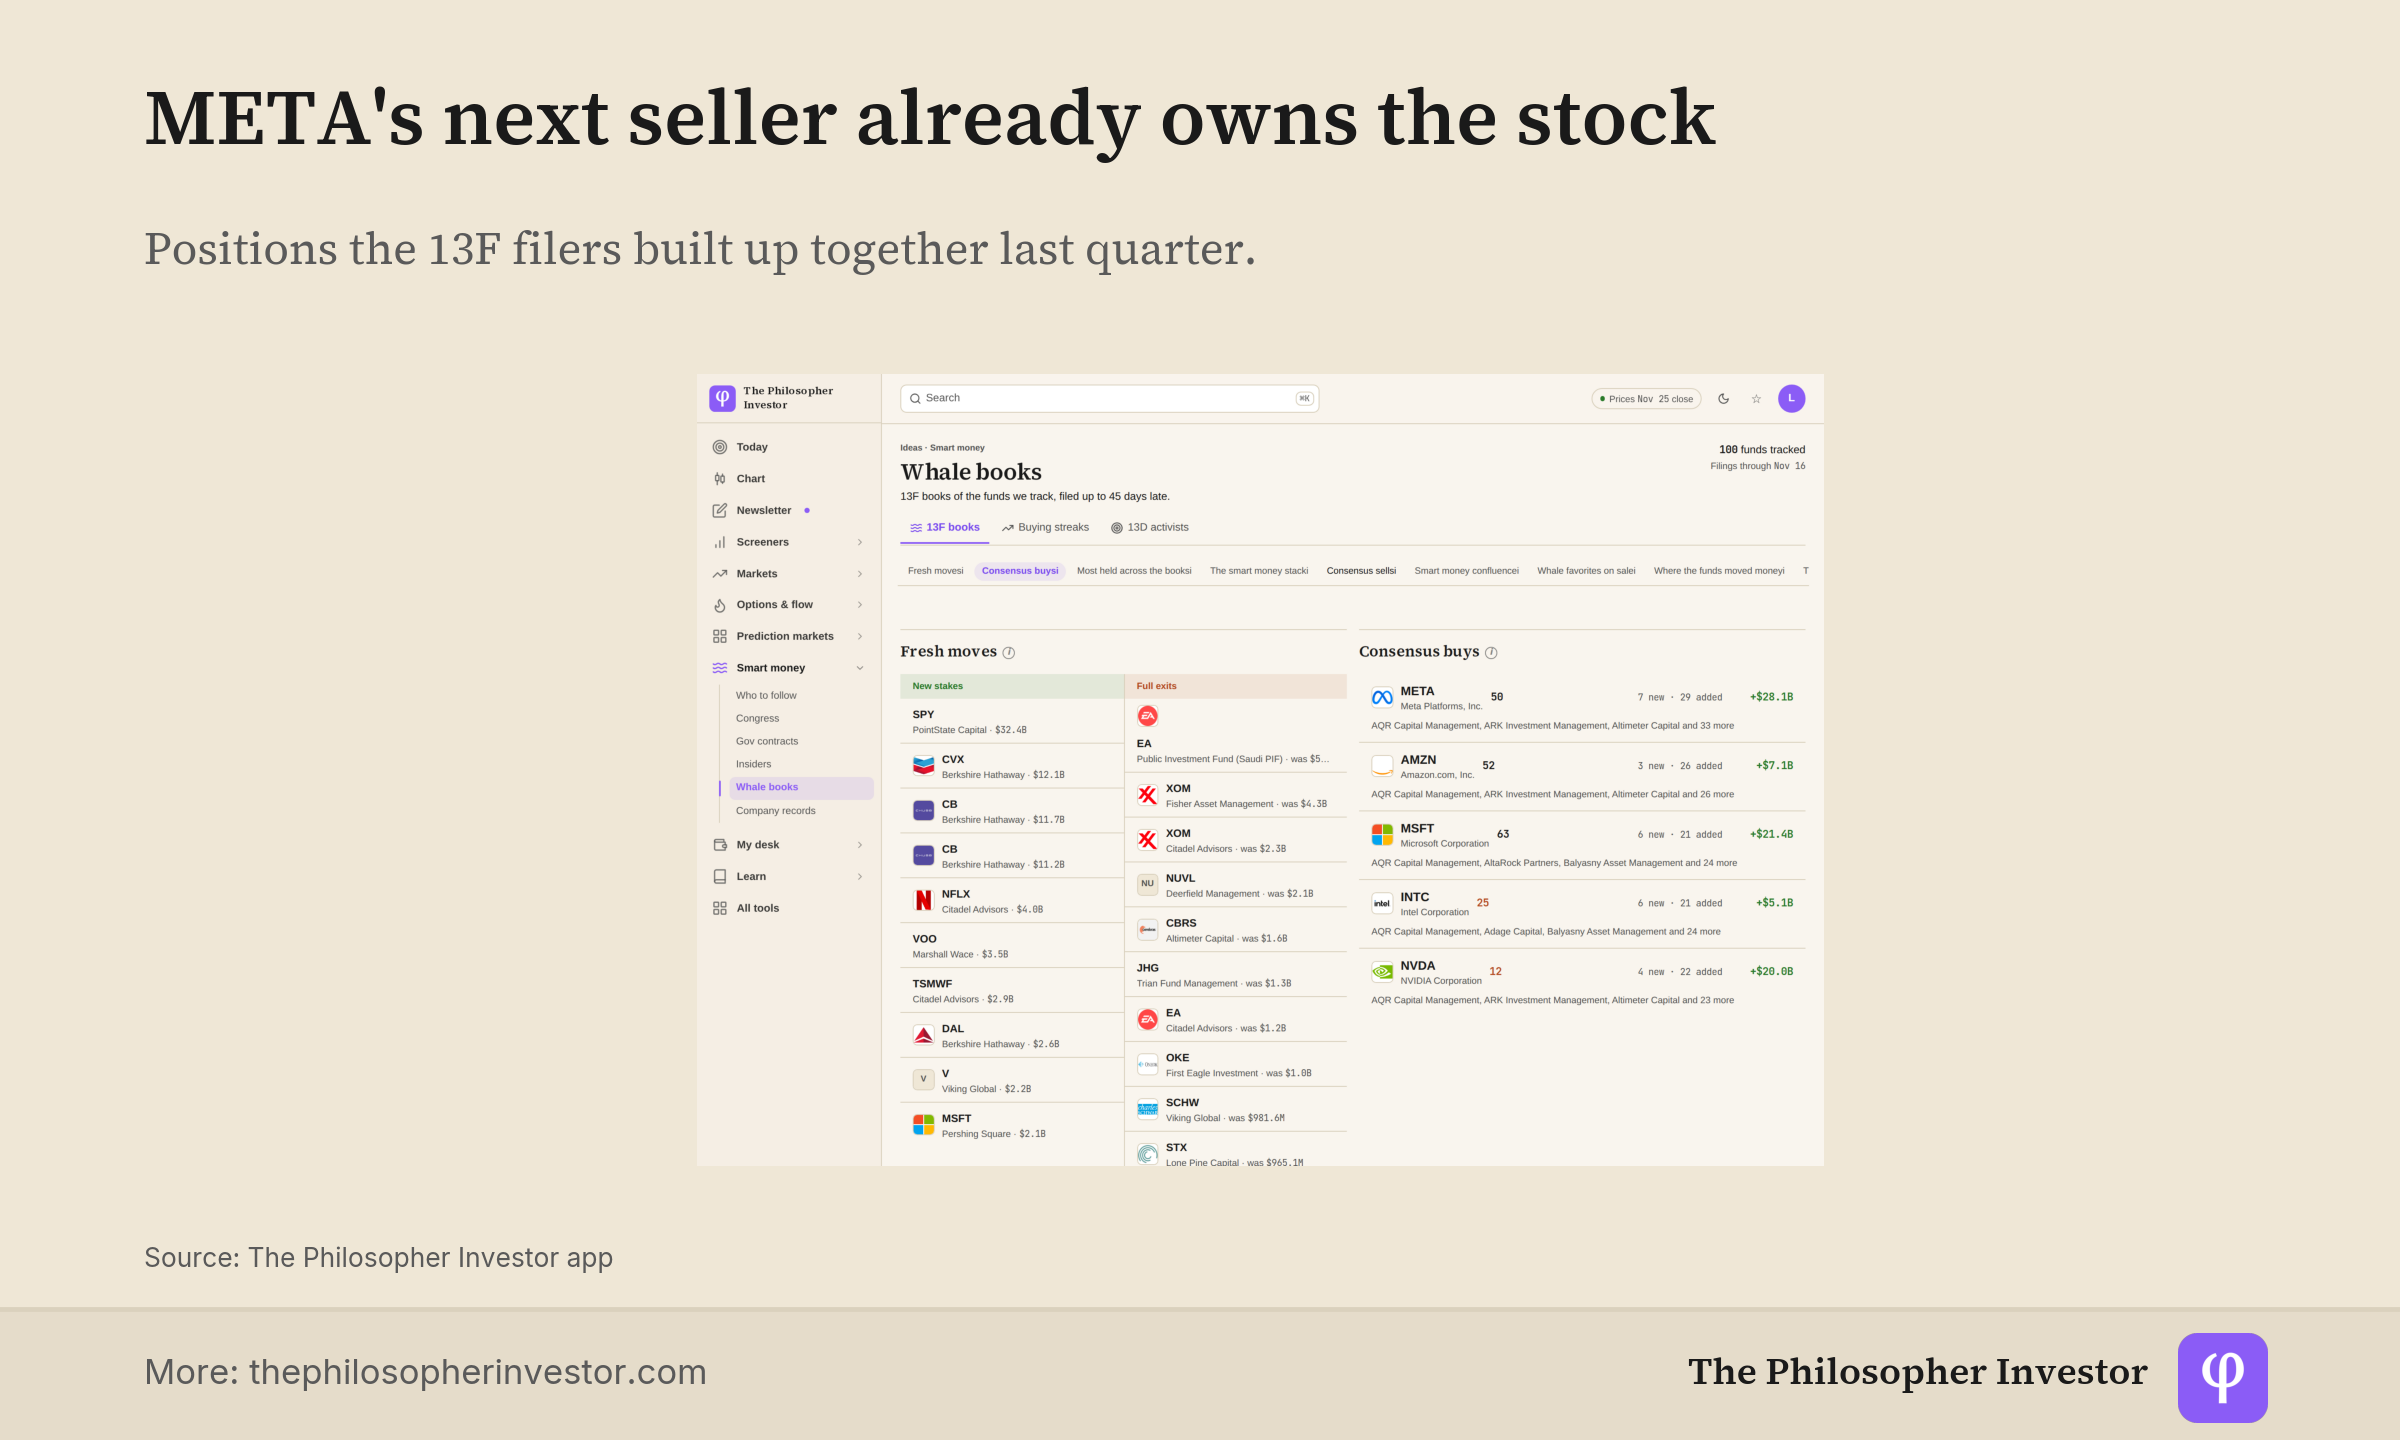 META's next seller already owns the stock
Positions the 13F filers built up together last quarter.
φ The Philosopher
Investor
Search
⌘K
Prices Nov 25 close
L
Today
Chart
Newsletter
Screeners
Markets
Options & flow
Prediction markets
Smart money
Who to follow
Congress
Gov contracts
Insiders
Whale books
Company records
My desk
Learn
All tools
Ideas · Smart money
Whale books
13F books of the funds we track, filed up to 45 days late.
100 funds tracked
Filings through Nov 16
13F books Buying streaks 13D activists
Fresh movesi Consensus buysi Most held across the booksi The smart money stacki Consensus sellsi Smart money confluencei Whale favorites on salei Where the funds moved moneyi T
Fresh moves i
New stakes
SPY
PointState Capital · $32.4B
CVX
Berkshire Hathaway · $12.1B
CB
Berkshire Hathaway · $11.7B
CB
Berkshire Hathaway · $11.2B
NFLX
Citadel Advisors · $4.0B
VOO
Marshall Wace · $3.5B
TSMWF
Citadel Advisors · $2.9B
DAL
Berkshire Hathaway · $2.6B
V
V
Viking Global · $2.2B
MSFT
Pershing Square · $2.1B
Full exits
EA
EA
Public Investment Fund (Saudi PIF) · was $5…
XOM
Fisher Asset Management · was $4.3B
XOM
Citadel Advisors · was $2.3B
NU
NUVL
Deerfield Management · was $2.1B
CBRS
Altimeter Capital · was $1.6B
JHG
Trian Fund Management · was $1.3B
EA
EA
Citadel Advisors · was $1.2B
OKE
First Eagle Investment · was $1.0B
charles
SCHW
Viking Global · was $981.6M
STX
Lone Pine Capital · was $965.1M
Consensus buys i
META 50 7 new · 29 added +$28.1B
Meta Platforms, Inc.
AQR Capital Management, ARK Investment Management, Altimeter Capital and 33 more
AMZN 52 3 new · 26 added +$7.1B
Amazon.com, Inc.
AQR Capital Management, ARK Investment Management, Altimeter Capital and 26 more
MSFT 63 6 new · 21 added +$21.4B
Microsoft Corporation
AQR Capital Management, AltaRock Partners, Balyasny Asset Management and 24 more
intel INTC 25 6 new · 21 added +$5.1B
Intel Corporation
AQR Capital Management, Adage Capital, Balyasny Asset Management and 24 more
NVDA 12 4 new · 22 added +$20.0B
NVIDIA Corporation
AQR Capital Management, ARK Investment Management, Altimeter Capital and 23 more
Source: The Philosopher Investor app
More: thephilosopherinvestor.com
The Philosopher Investor φ